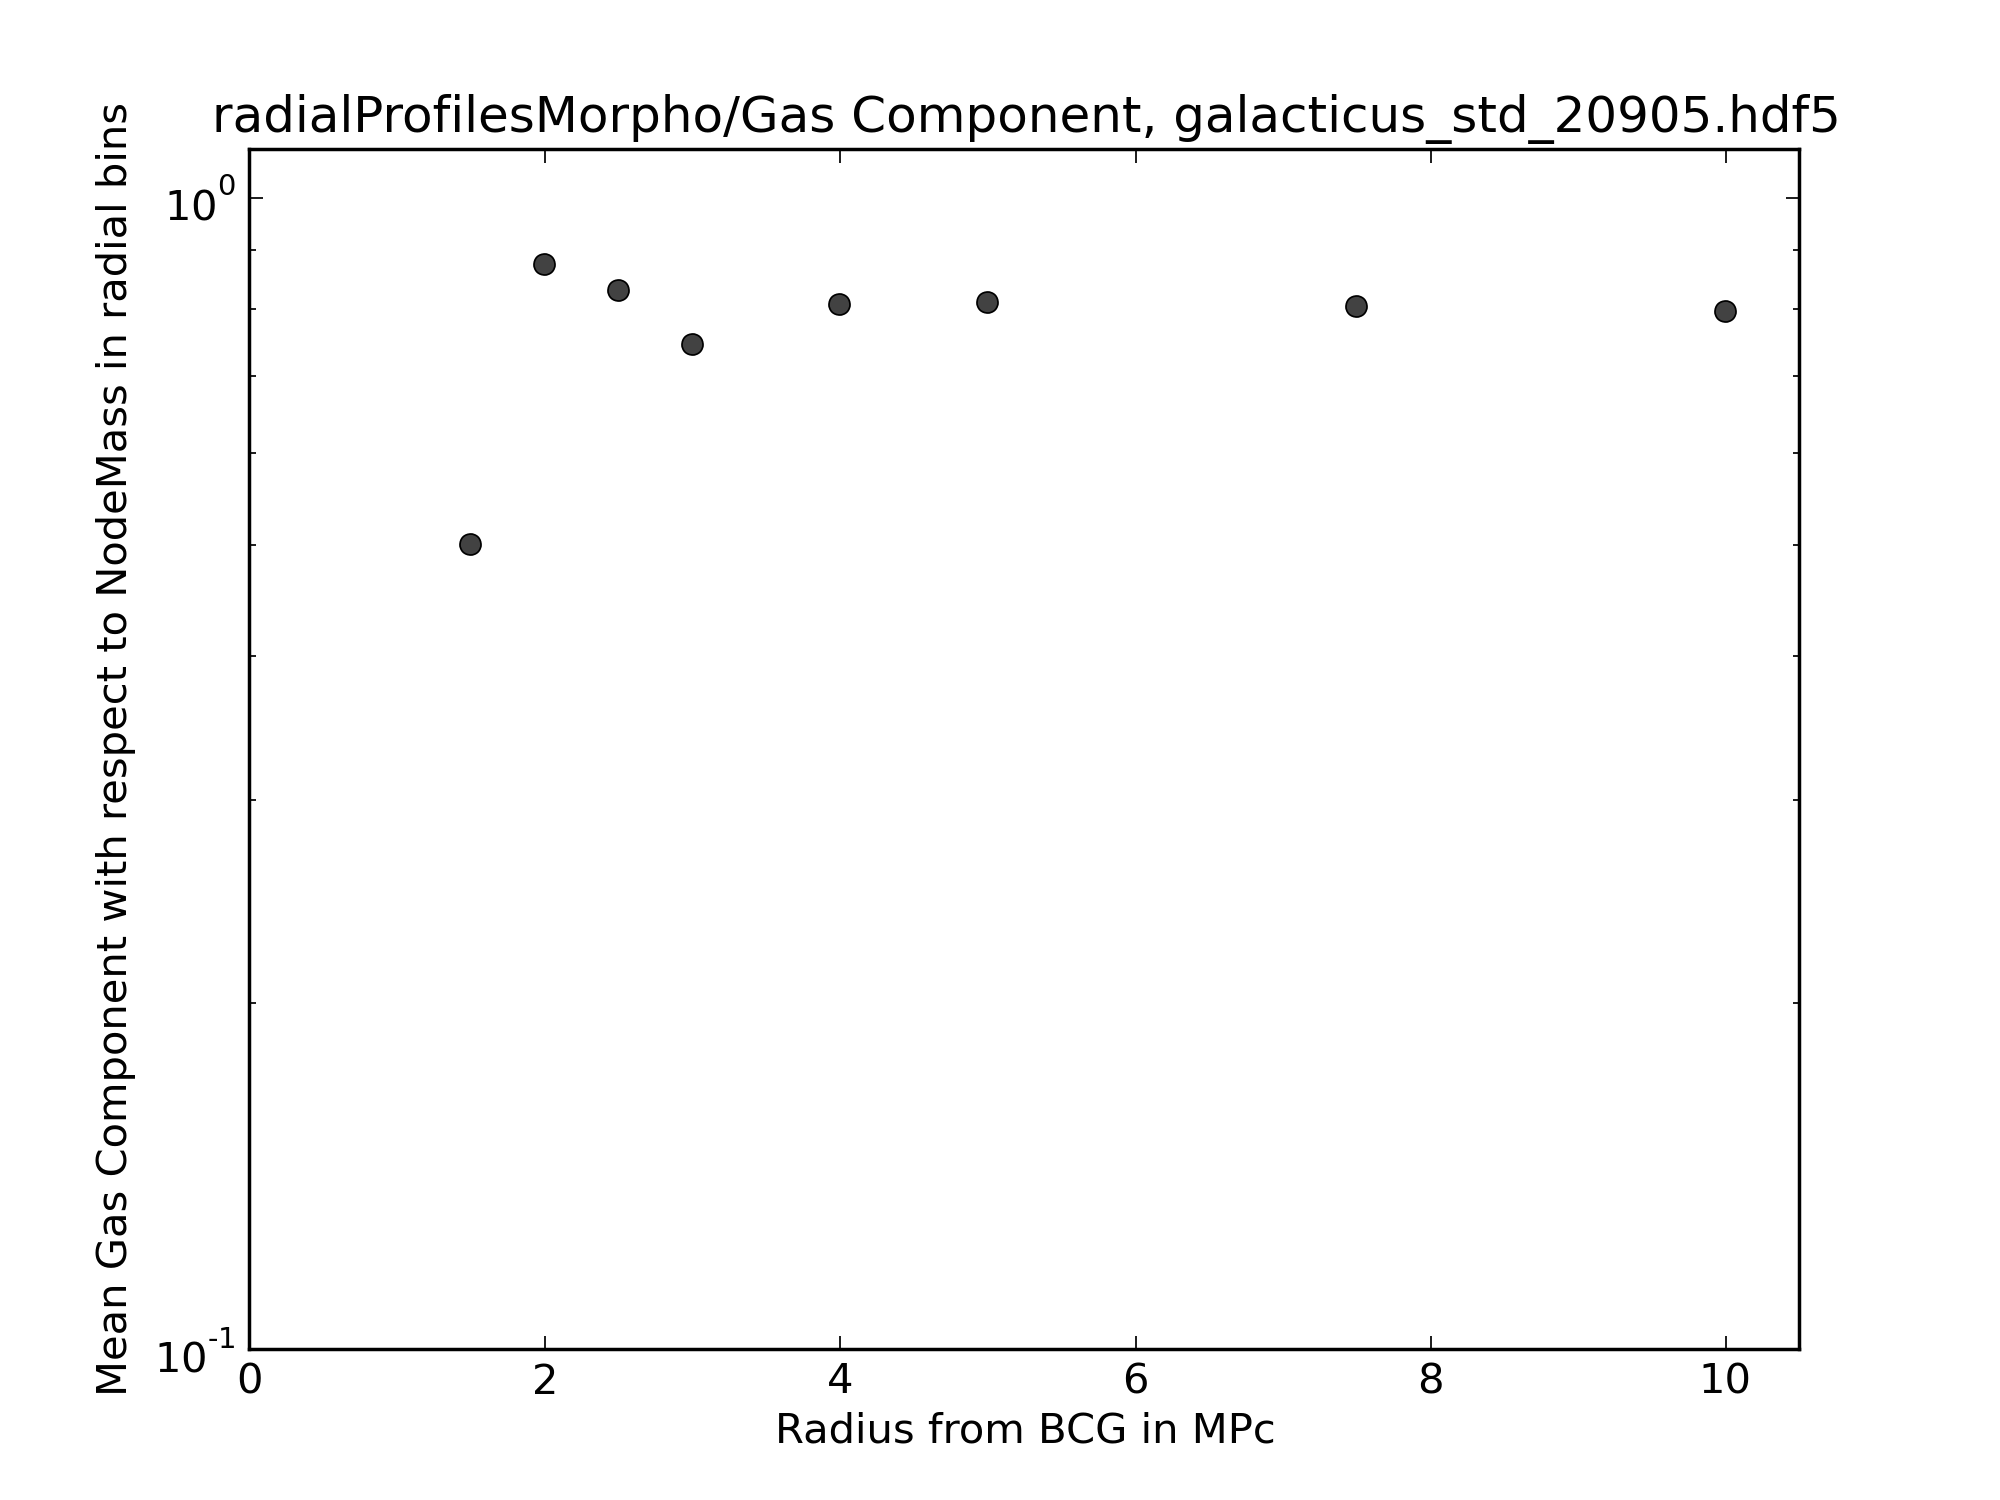 radialProfilesMorpho/Gas Component, galacticus_std_20905.hdf5
Mean Gas Component with respect to NodeMass in radial bins
10^0
10^-1
0 2 4 6 8 10
Radius from BCG in MPc